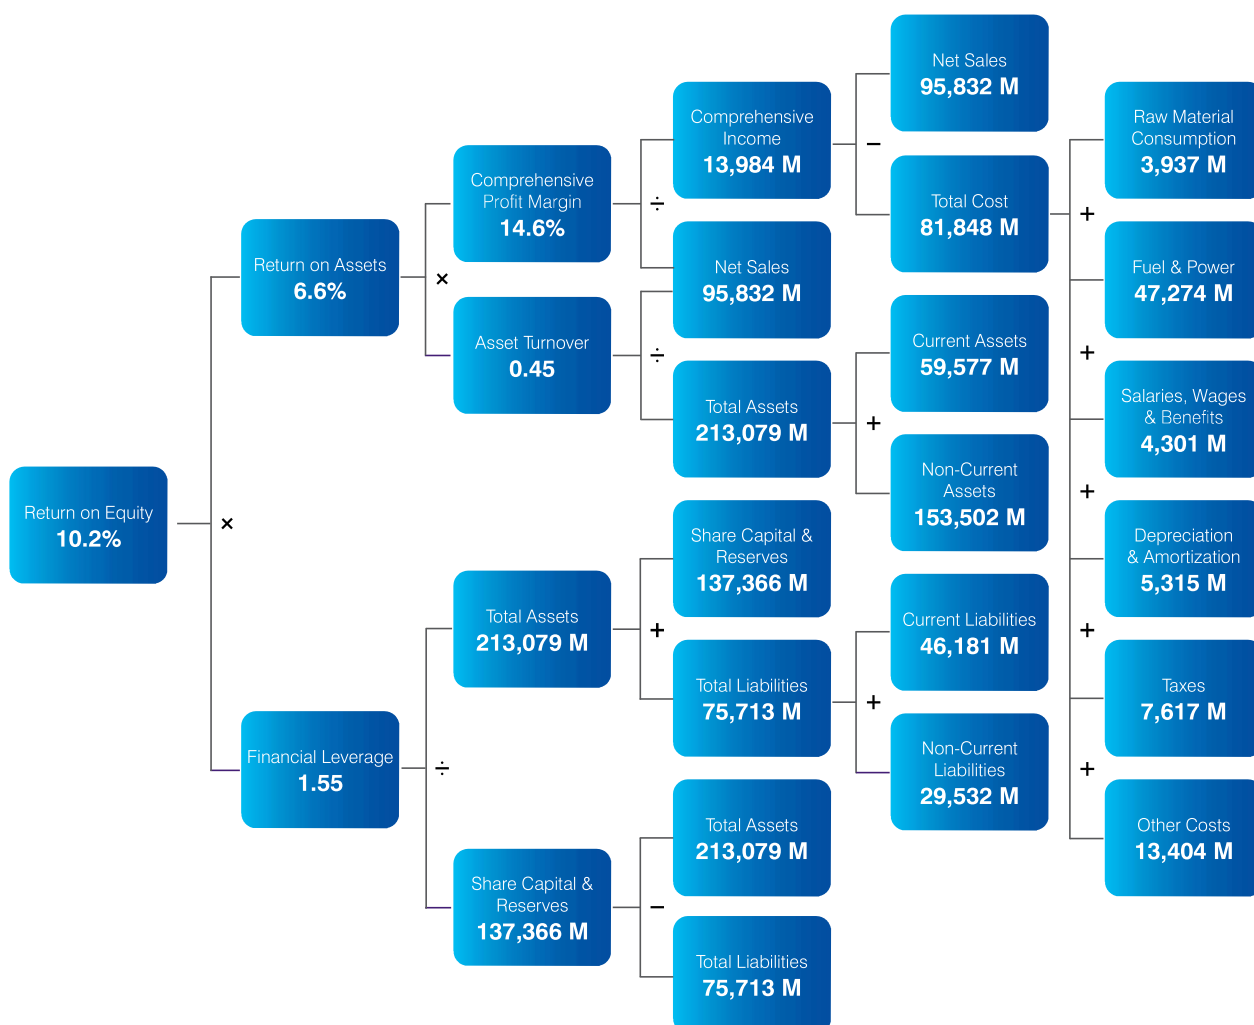 Return on Equity
10.2%
×
Return on Assets
6.6%
Financial Leverage
1.55
Comprehensive
Profit Margin
14.6%
×
Asset Turnover
0.45
Total Assets
213,079 M
÷
Share Capital &
Reserves
137,366 M
Comprehensive
Income
13,984 M
÷
Net Sales
95,832 M
÷
Total Assets
213,079 M
Share Capital &
Reserves
137,366 M
+
Total Liabilities
75,713 M
Total Assets
213,079 M
−
Total Liabilities
75,713 M
Net Sales
95,832 M
−
Total Cost
81,848 M
Current Assets
59,577 M
+
Non-Current
Assets
153,502 M
Current Liabilities
46,181 M
+
Non-Current
Liabilities
29,532 M
Raw Material
Consumption
3,937 M
+
Fuel & Power
47,274 M
+
Salaries, Wages
& Benefits
4,301 M
+
Depreciation
& Amortization
5,315 M
+
Taxes
7,617 M
+
Other Costs
13,404 M